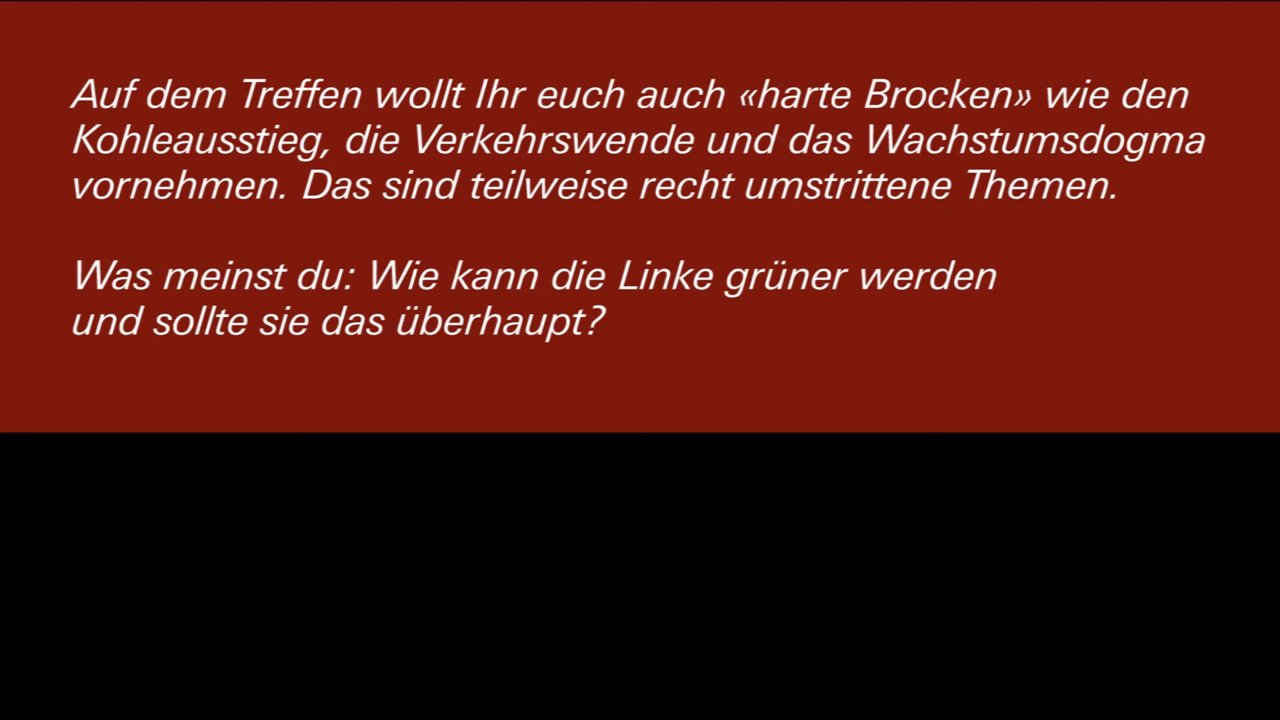 Auf dem Treffen wollt Ihr euch auch «harte Brocken» wie den
Kohleausstieg, die Verkehrswende und das Wachstumsdogma
vornehmen. Das sind teilweise recht umstrittene Themen.
Was meinst du: Wie kann die Linke grüner werden
und sollte sie das überhaupt?